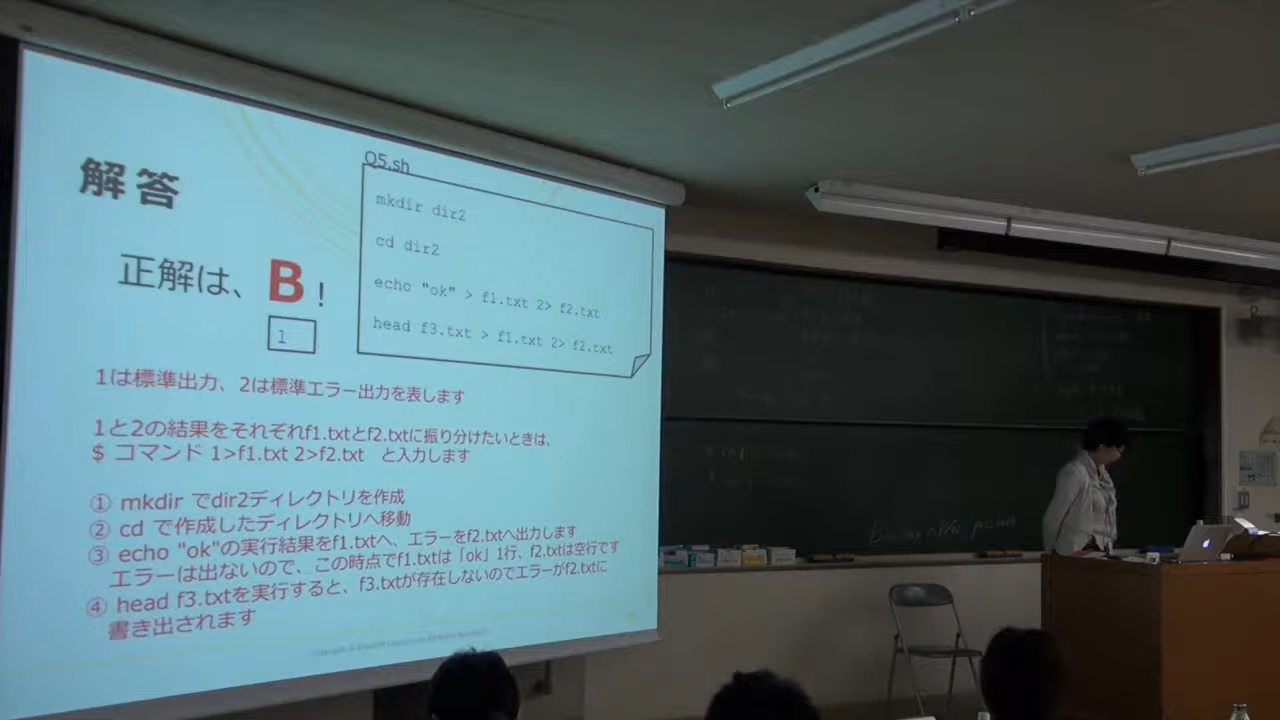 解答
Q5.sh
mkdir dir2
cd dir2
echo "ok" > f1.txt 2> f2.txt
head f3.txt > f1.txt 2> f2.txt
正解は、B!
1
1は標準出力、2は標準エラー出力を表します
1と2の結果をそれぞれf1.txtとf2.txtに振り分けたいときは、
$ コマンド 1>f1.txt 2>f2.txt と入力します
① mkdir でdir2ディレクトリを作成
② cd で作成したディレクトリへ移動
③ echo "ok"の実行結果をf1.txtへ、エラーをf2.txtへ出力します
エラーは出ないので、この時点でf1.txtは「ok」1行、f2.txtは空行です
④ head f3.txtを実行すると、f3.txtが存在しないのでエラーがf2.txtに
書き出されます